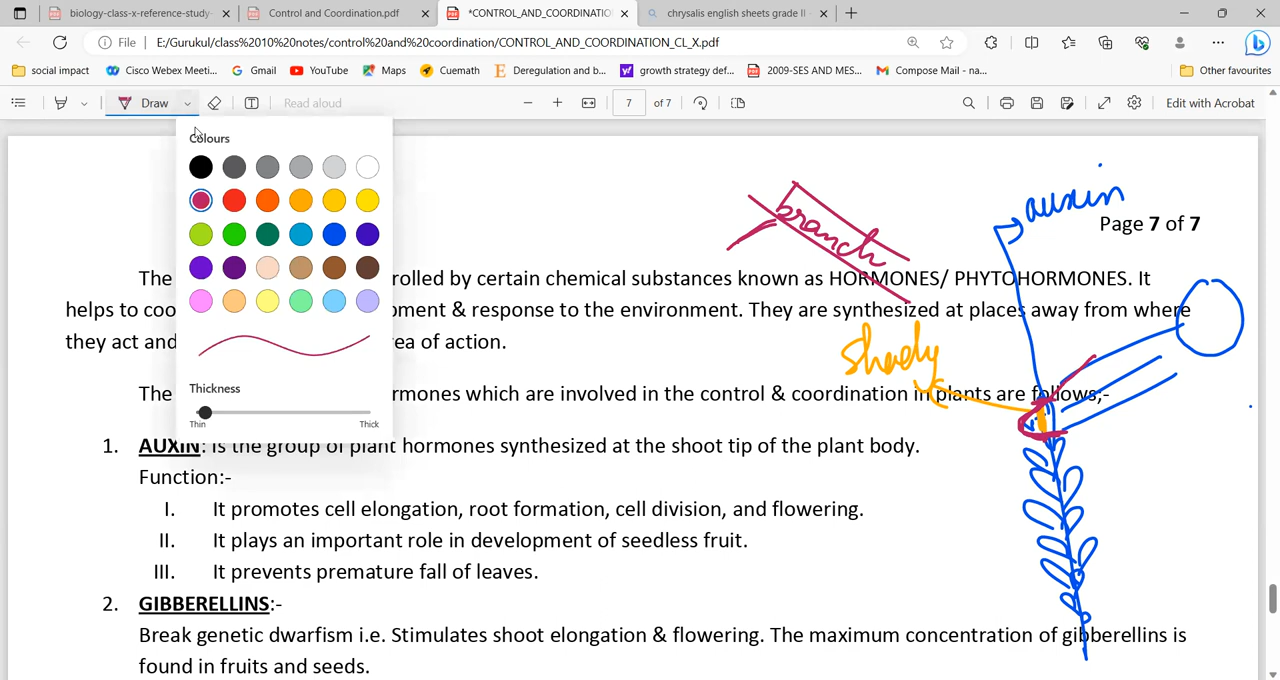 biology-class-x-reference-study-
Control and Coordination.pdf
*CONTROL_AND_COORDINATIO
chrysalis english sheets grade II -
File
E:/Gurukul/class%2010%20notes/control%20and%20coordination/CONTROL_AND_COORDINATION_CL_X.pdf
social impact
Cisco Webex Meeti...
Gmail
YouTube
Maps
Cuemath
Deregulation and b...
growth strategy def...
2009-SES AND MES...
Compose Mail - na...
Other favourites
Draw
Read aloud
7
of 7
Edit with Acrobat
Colours
Thickness
Thin
Thick
auxin
branch
Page 7 of 7
The
rolled by certain chemical substances known as HORMONES/ PHYTOHORMONES. It
helps to coo
pment & response to the environment. They are synthesized at places away from where
they act and
rea of action.
shady
The
rmones which are involved in the control & coordination in plants are follows;-
1. AUXIN: Is the group of plant hormones synthesized at the shoot tip of the plant body.
Function:-
I. It promotes cell elongation, root formation, cell division, and flowering.
II. It plays an important role in development of seedless fruit.
III. It prevents premature fall of leaves.
2. GIBBERELLINS:-
Break genetic dwarfism i.e. Stimulates shoot elongation & flowering. The maximum concentration of gibberellins is
found in fruits and seeds.